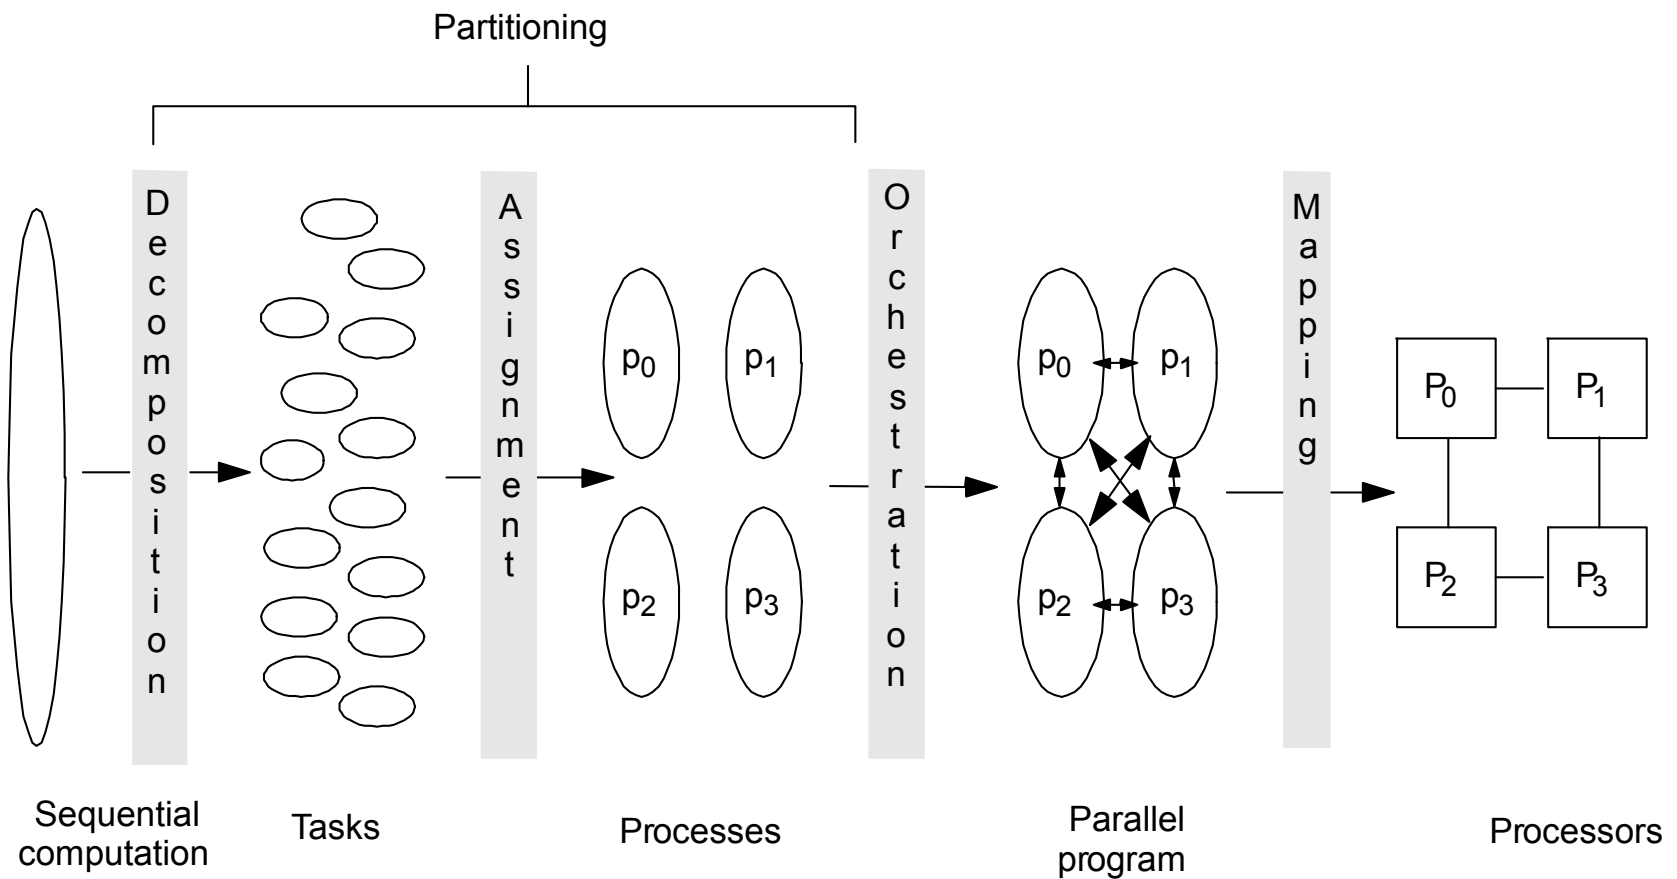 Partitioning
Decomposition
Assignment
Orchestration
Mapping
p0
p1
p2
p3
p0
p1
p2
p3
P0
P1
P2
P3
Sequential
computation
Tasks
Processes
Parallel
program
Processors